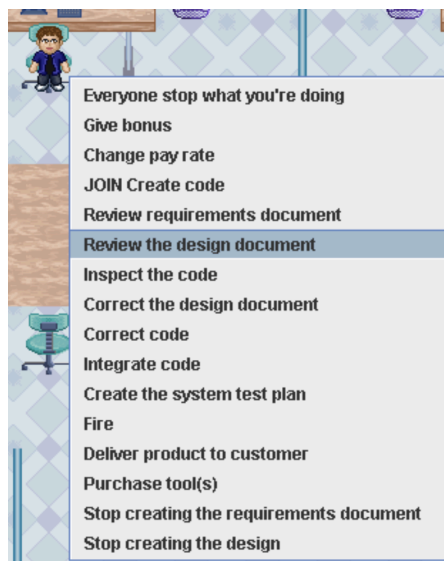 Everyone stop what you're doing
Give bonus
Change pay rate
JOIN Create code
Review requirements document
Review the design document
Inspect the code
Correct the design document
Correct code
Integrate code
Create the system test plan
Fire
Deliver product to customer
Purchase tool(s)
Stop creating the requirements document
Stop creating the design